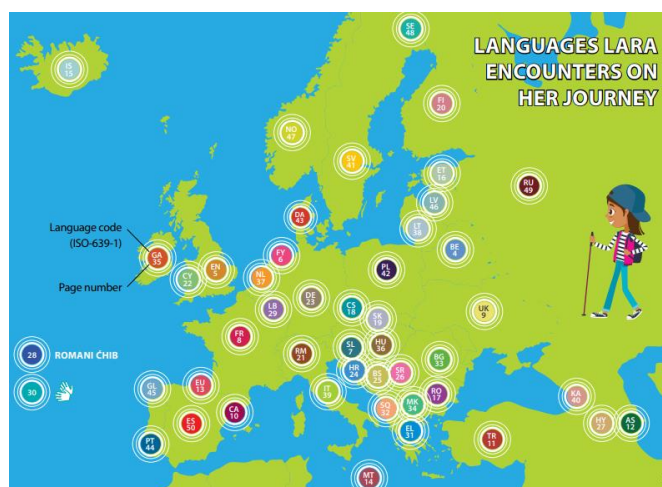 LANGUAGES LARA
ENCOUNTERS ON
HER JOURNEY
SE
48
IS
15
FI
20
NO
47
SV
41
ET
16
RU
49
LV
46
DA
43
LT
38
Language code
(ISO-639-1)
BE
4
GA
35
FY
6
EN
5
PL
42
CY
22
NL
37
Page number
DE
23
LB
29
CS
18
UK
9
SK
19
FR
8
SL
7
HU
36
28
ROMANI ĆHIB
RM
21
BG
33
HR
24
BS
25
SR
26
EU
13
GL
45
30
IT
39
RO
17
KA
40
CA
10
SQ
32
MK
34
ES
50
HY
27
AS
12
EL
31
PT
44
TR
11
MT
14